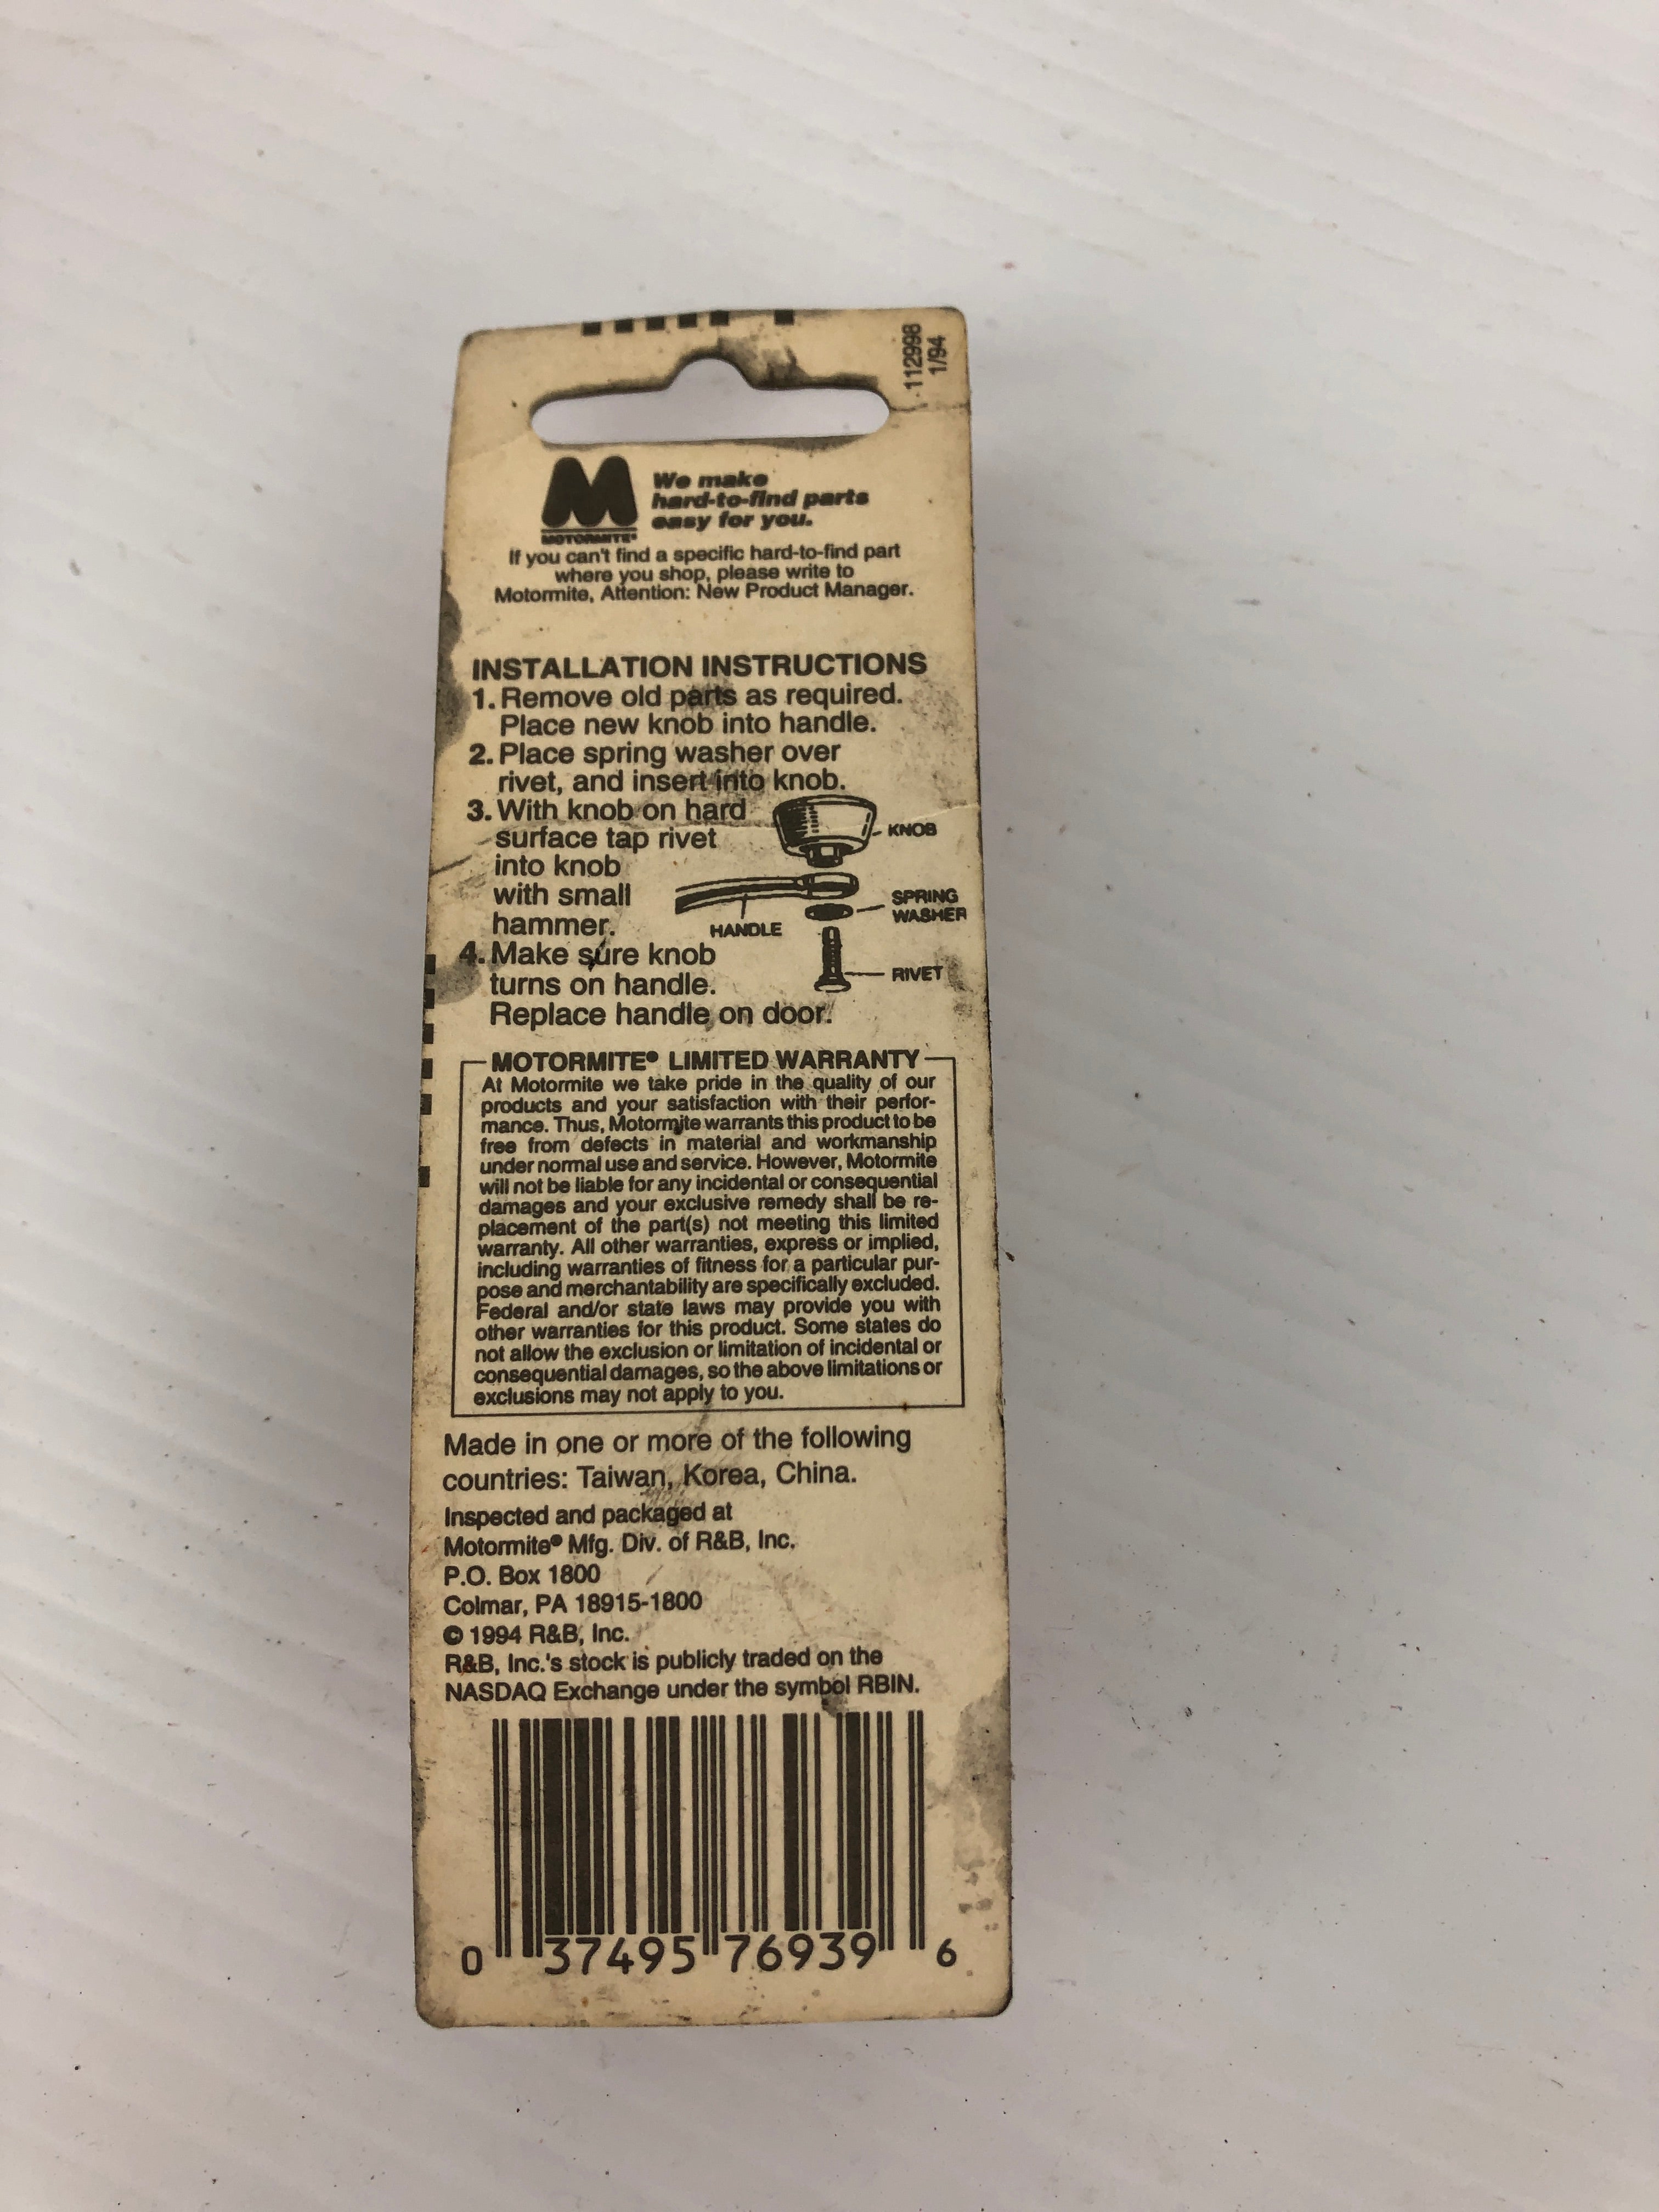 112998
1/94
We make
hard-to-find parts
easy for you.
MOTORMITE®
If you can't find a specific hard-to-find part
where you shop, please write to
Motormite, Attention: New Product Manager.
INSTALLATION INSTRUCTIONS
1. Remove old parts as required.
Place new knob into handle.
2. Place spring washer over
rivet, and insert into knob.
3. With knob on hard
surface tap rivet
into knob
with small
hammer.
4. Make sure knob
turns on handle.
Replace handle on door.
KNOB
HANDLE
SPRING
WASHER
RIVET
MOTORMITE® LIMITED WARRANTY
At Motormite we take pride in the quality of our
products and your satisfaction with their perfor-
mance. Thus, Motormite warrants this product to be
free from defects in material and workmanship
under normal use and service. However, Motormite
will not be liable for any incidental or consequential
damages and your exclusive remedy shall be re-
placement of the part(s) not meeting this limited
warranty. All other warranties, express or implied,
including warranties of fitness for a particular pur-
pose and merchantability are specifically excluded.
Federal and/or state laws may provide you with
other warranties for this product. Some states do
not allow the exclusion or limitation of incidental or
consequential damages, so the above limitations or
exclusions may not apply to you.
Made in one or more of the following
countries: Taiwan, Korea, China.
Inspected and packaged at
Motormite® Mfg. Div. of R&B, Inc.
P.O. Box 1800
Colmar, PA 18915-1800
© 1994 R&B, Inc.
R&B, Inc.'s stock is publicly traded on the
NASDAQ Exchange under the symbol RBIN.
0 37495 76939 6